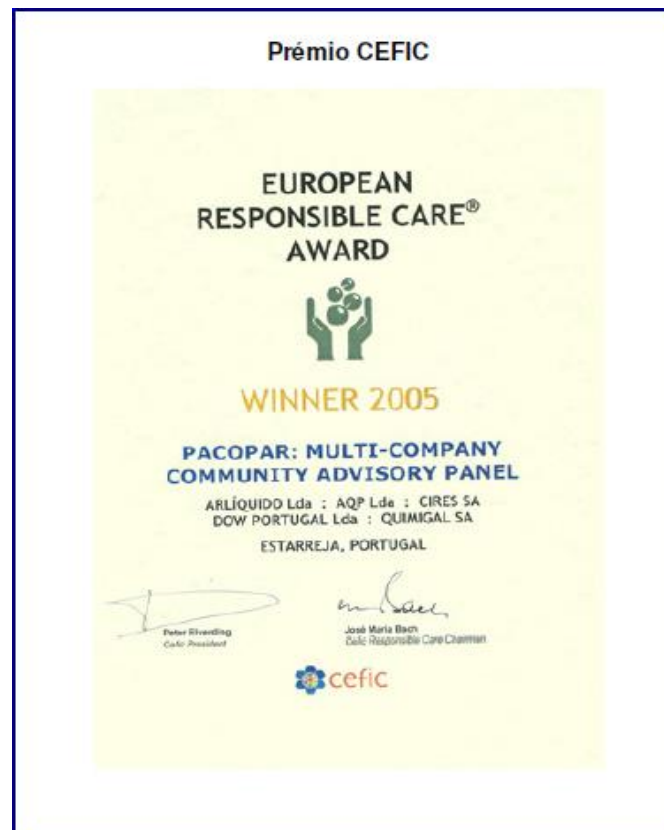 Prémio CEFIC
EUROPEAN
RESPONSIBLE CARE®
AWARD
WINNER 2005
PACOPAR: MULTI-COMPANY
COMMUNITY ADVISORY PANEL
ARLÍQUIDO Lda : AQP Lda : CIRES SA
DOW PORTUGAL Lda : QUIMIGAL SA
ESTARREJA, PORTUGAL
Peter Elverding
Cefic President
José Maria Bach
Cefic Responsible Care Chairman
cefic